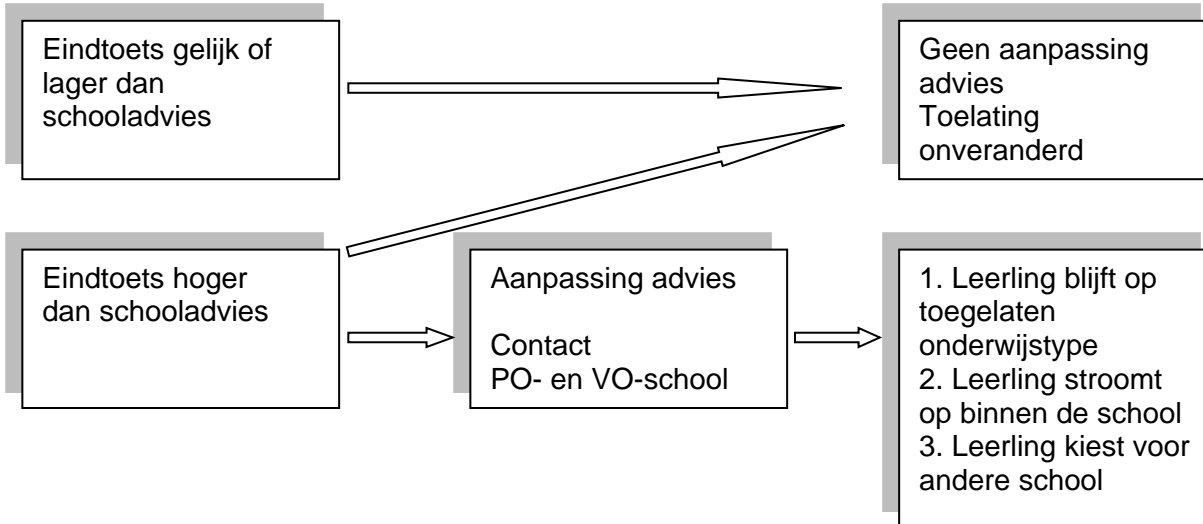 Eindtoets gelijk of
lager dan
schooladvies
Geen aanpassing
advies
Toelating
onveranderd
Eindtoets hoger
dan schooladvies
Aanpassing advies
Contact
PO- en VO-school
1. Leerling blijft op
toegelaten
onderwijstype
2. Leerling stroomt
op binnen de school
3. Leerling kiest voor
andere school